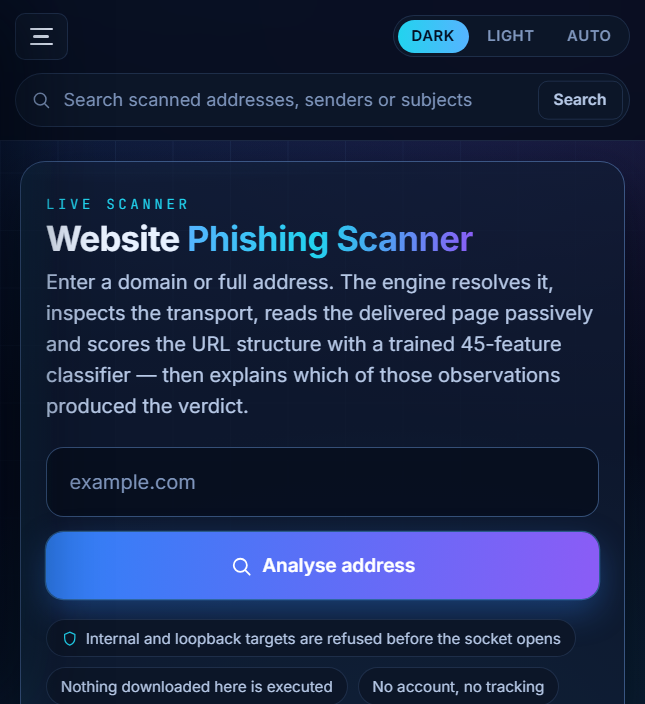 DARK LIGHT AUTO
Search scanned addresses, senders or subjects Search
LIVE SCANNER
Website Phishing Scanner
Enter a domain or full address. The engine resolves it,
inspects the transport, reads the delivered page passively
and scores the URL structure with a trained 45-feature
classifier — then explains which of those observations
produced the verdict.
example.com
Analyse address
Internal and loopback targets are refused before the socket opens
Nothing downloaded here is executed No account, no tracking